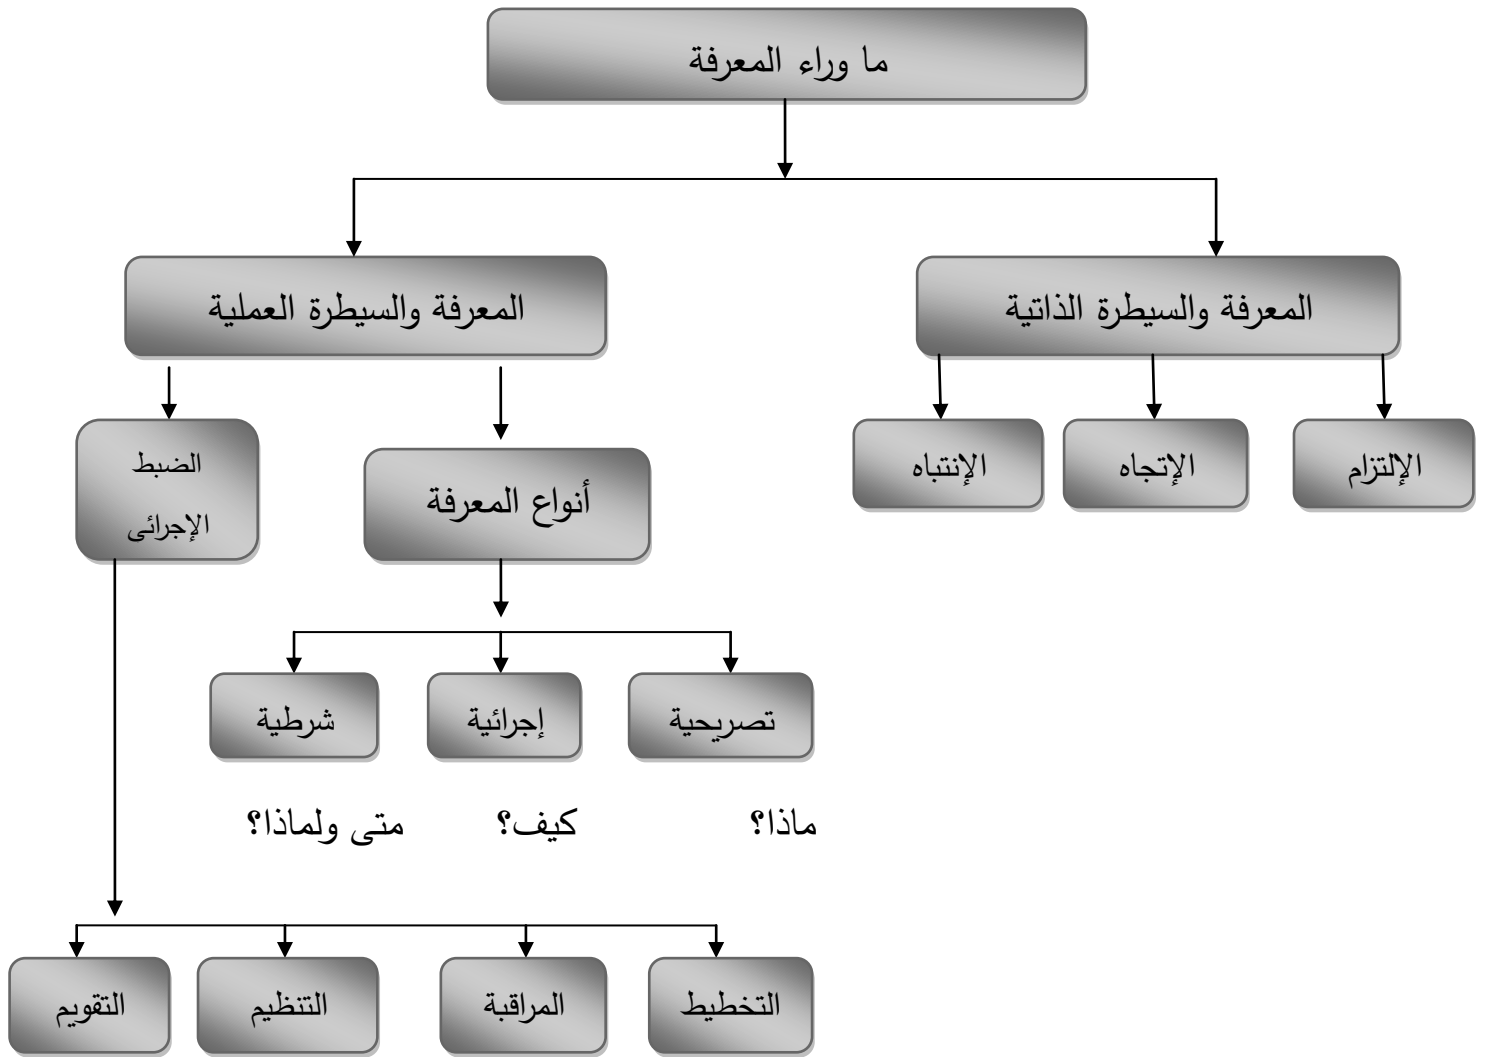 ما وراء المعرفة
المعرفة والسيطرة الذاتية
المعرفة والسيطرة العملية
الإلتزام
الإتجاه
الإنتباه
أنواع المعرفة
الضبط
الإجرائى
تصريحية
إجرائية
شرطية
ماذا؟
كيف؟
متى ولماذا؟
التخطيط
المراقبة
التنظيم
التقويم